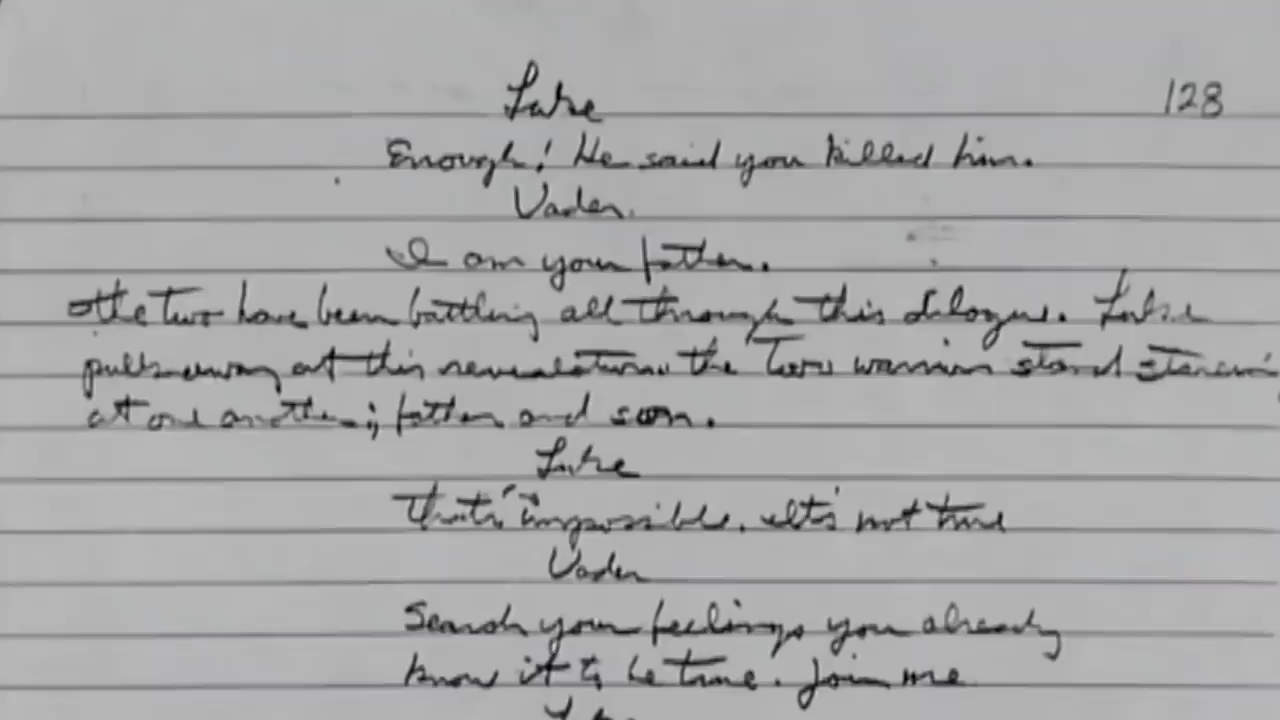 128
Luke
Enough! He said you killed him.
Vader.
I am your father.
the two have been battling all through this dilogue. Luke
pulls away at this revelation. the two warriors stand staring
at one another; father and son.
Luke
That's impossible. It's not true
Vader
Search your feelings you already
know it to be true. Join me
Luke